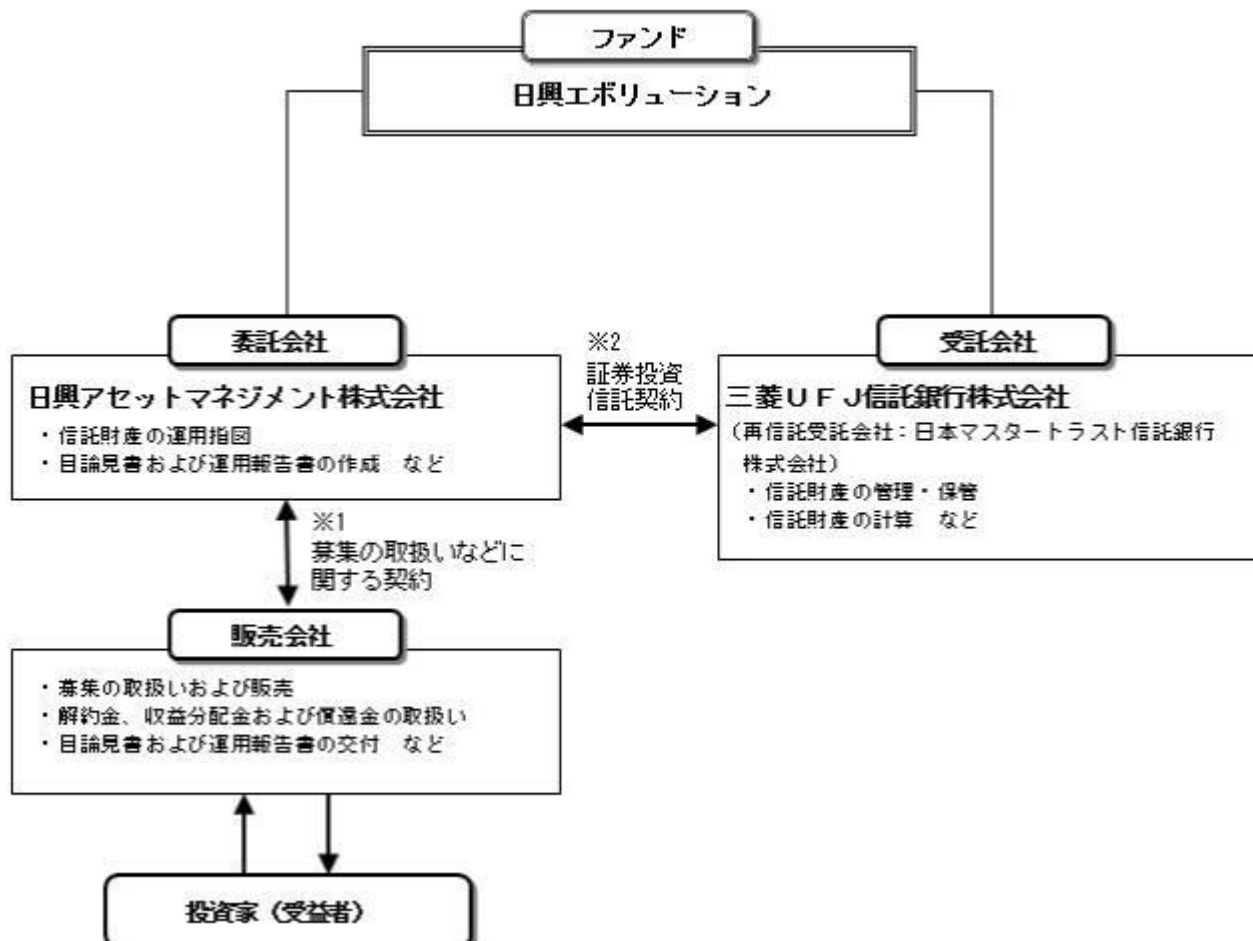 ファンド
日興エボリューション
委託会社
日興アセットマネジメント株式会社
・信託財産の運用指図
・目論見書および運用報告書の作成　など
※2
証券投資
信託契約
受託会社
三菱ＵＦＪ信託銀行株式会社
（再信託受託会社：日本マスタートラスト信託銀行
株式会社）
・信託財産の管理・保管
・信託財産の計算　など
※1
募集の取扱いなどに
関する契約
販売会社
・募集の取扱いおよび販売
・解約金、収益分配金および償還金の取扱い
・目論見書および運用報告書の交付　など
投資家（受益者）